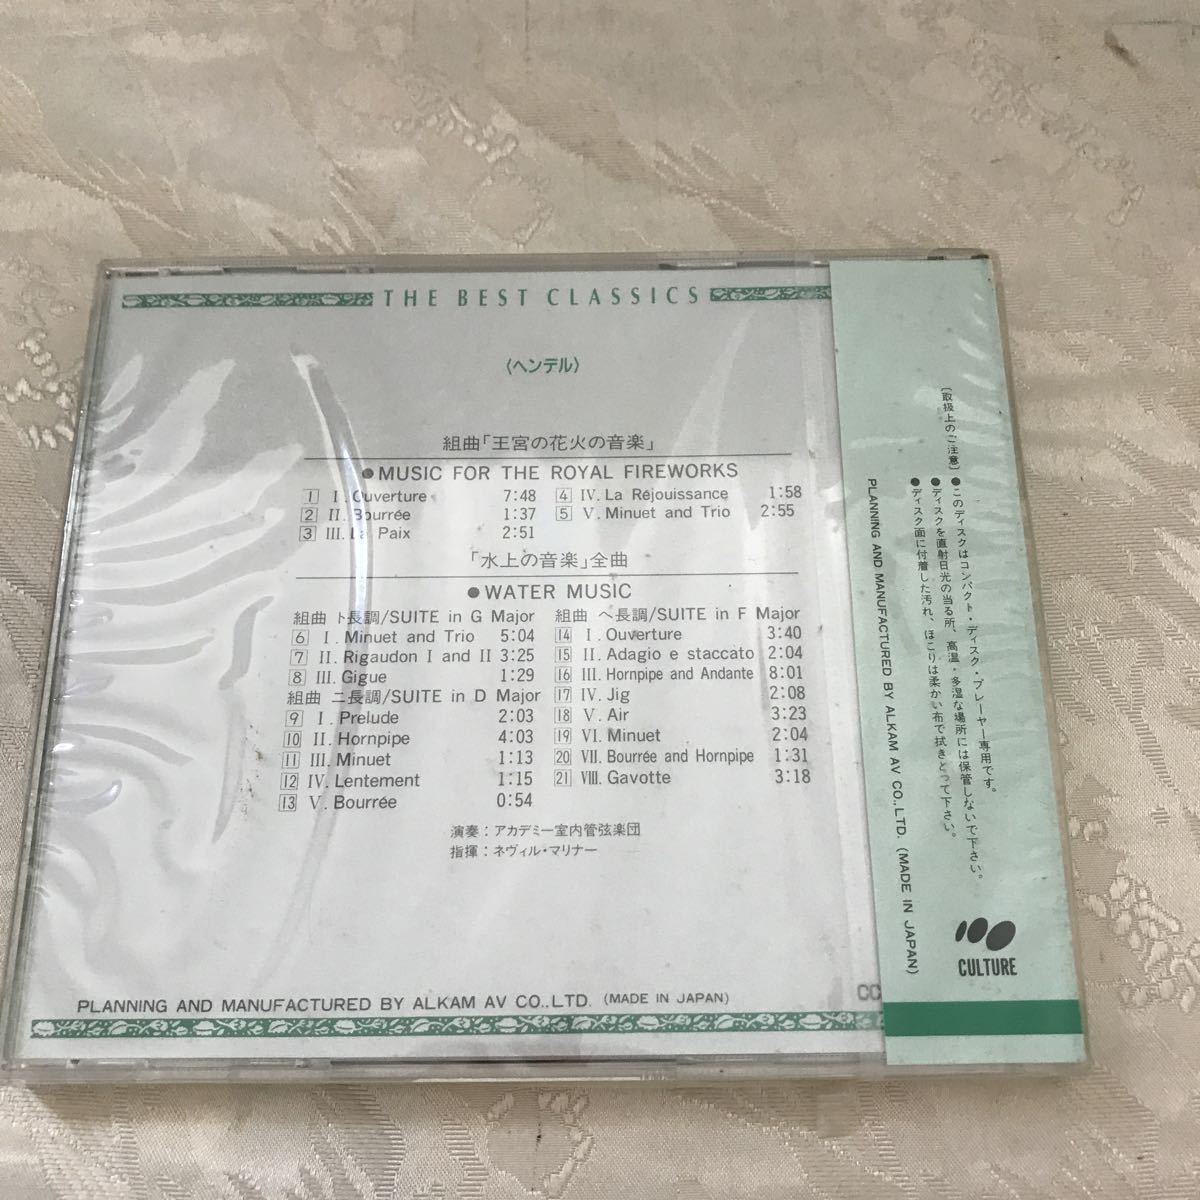 THE BEST CLASSICS
〈ヘンデル〉
組曲「王宮の花火の音楽」
●MUSIC FOR THE ROYAL FIREWORKS
1 I. Ouverture 7:48
2 II. Bourrée 1:37
3 III. La Paix 2:51
4 IV. La Réjouissance 1:58
5 V. Minuet and Trio 2:55
「水上の音楽」全曲
●WATER MUSIC
組曲 ト長調/SUITE in G Major
6 I. Minuet and Trio 5:04
7 II. Rigaudon I and II 3:25
8 III. Gigue 1:29
組曲 ニ長調/SUITE in D Major
9 I. Prelude 2:03
10 II. Hornpipe 4:03
11 III. Minuet 1:13
12 IV. Lentement 1:15
13 V. Bourrée 0:54
組曲 ヘ長調/SUITE in F Major
14 I. Ouverture 3:40
15 II. Adagio e staccato 2:04
16 III. Hornpipe and Andante 8:01
17 IV. Jig 2:08
18 V. Air 3:23
19 VI. Minuet 2:04
20 VII. Bourrée and Hornpipe 1:31
21 VIII. Gavotte 3:18
演奏：アカデミー室内管弦楽団
指揮：ネヴィル・マリナー
PLANNING AND MANUFACTURED BY ALKAM AV CO.,LTD. (MADE IN JAPAN)
CC
〔取扱上のご注意〕
●このディスクはコンパクト・ディスク・プレーヤー専用です。
●ディスクを直射日光の当る所、高温・多湿な場所には保管しないで下さい。
●ディスク面に付着した汚れ、ほこりは柔かい布で拭きとって下さい。
PLANNING AND MANUFACTURED BY ALKAM AV CO.,LTD. (MADE IN JAPAN)
CULTURE